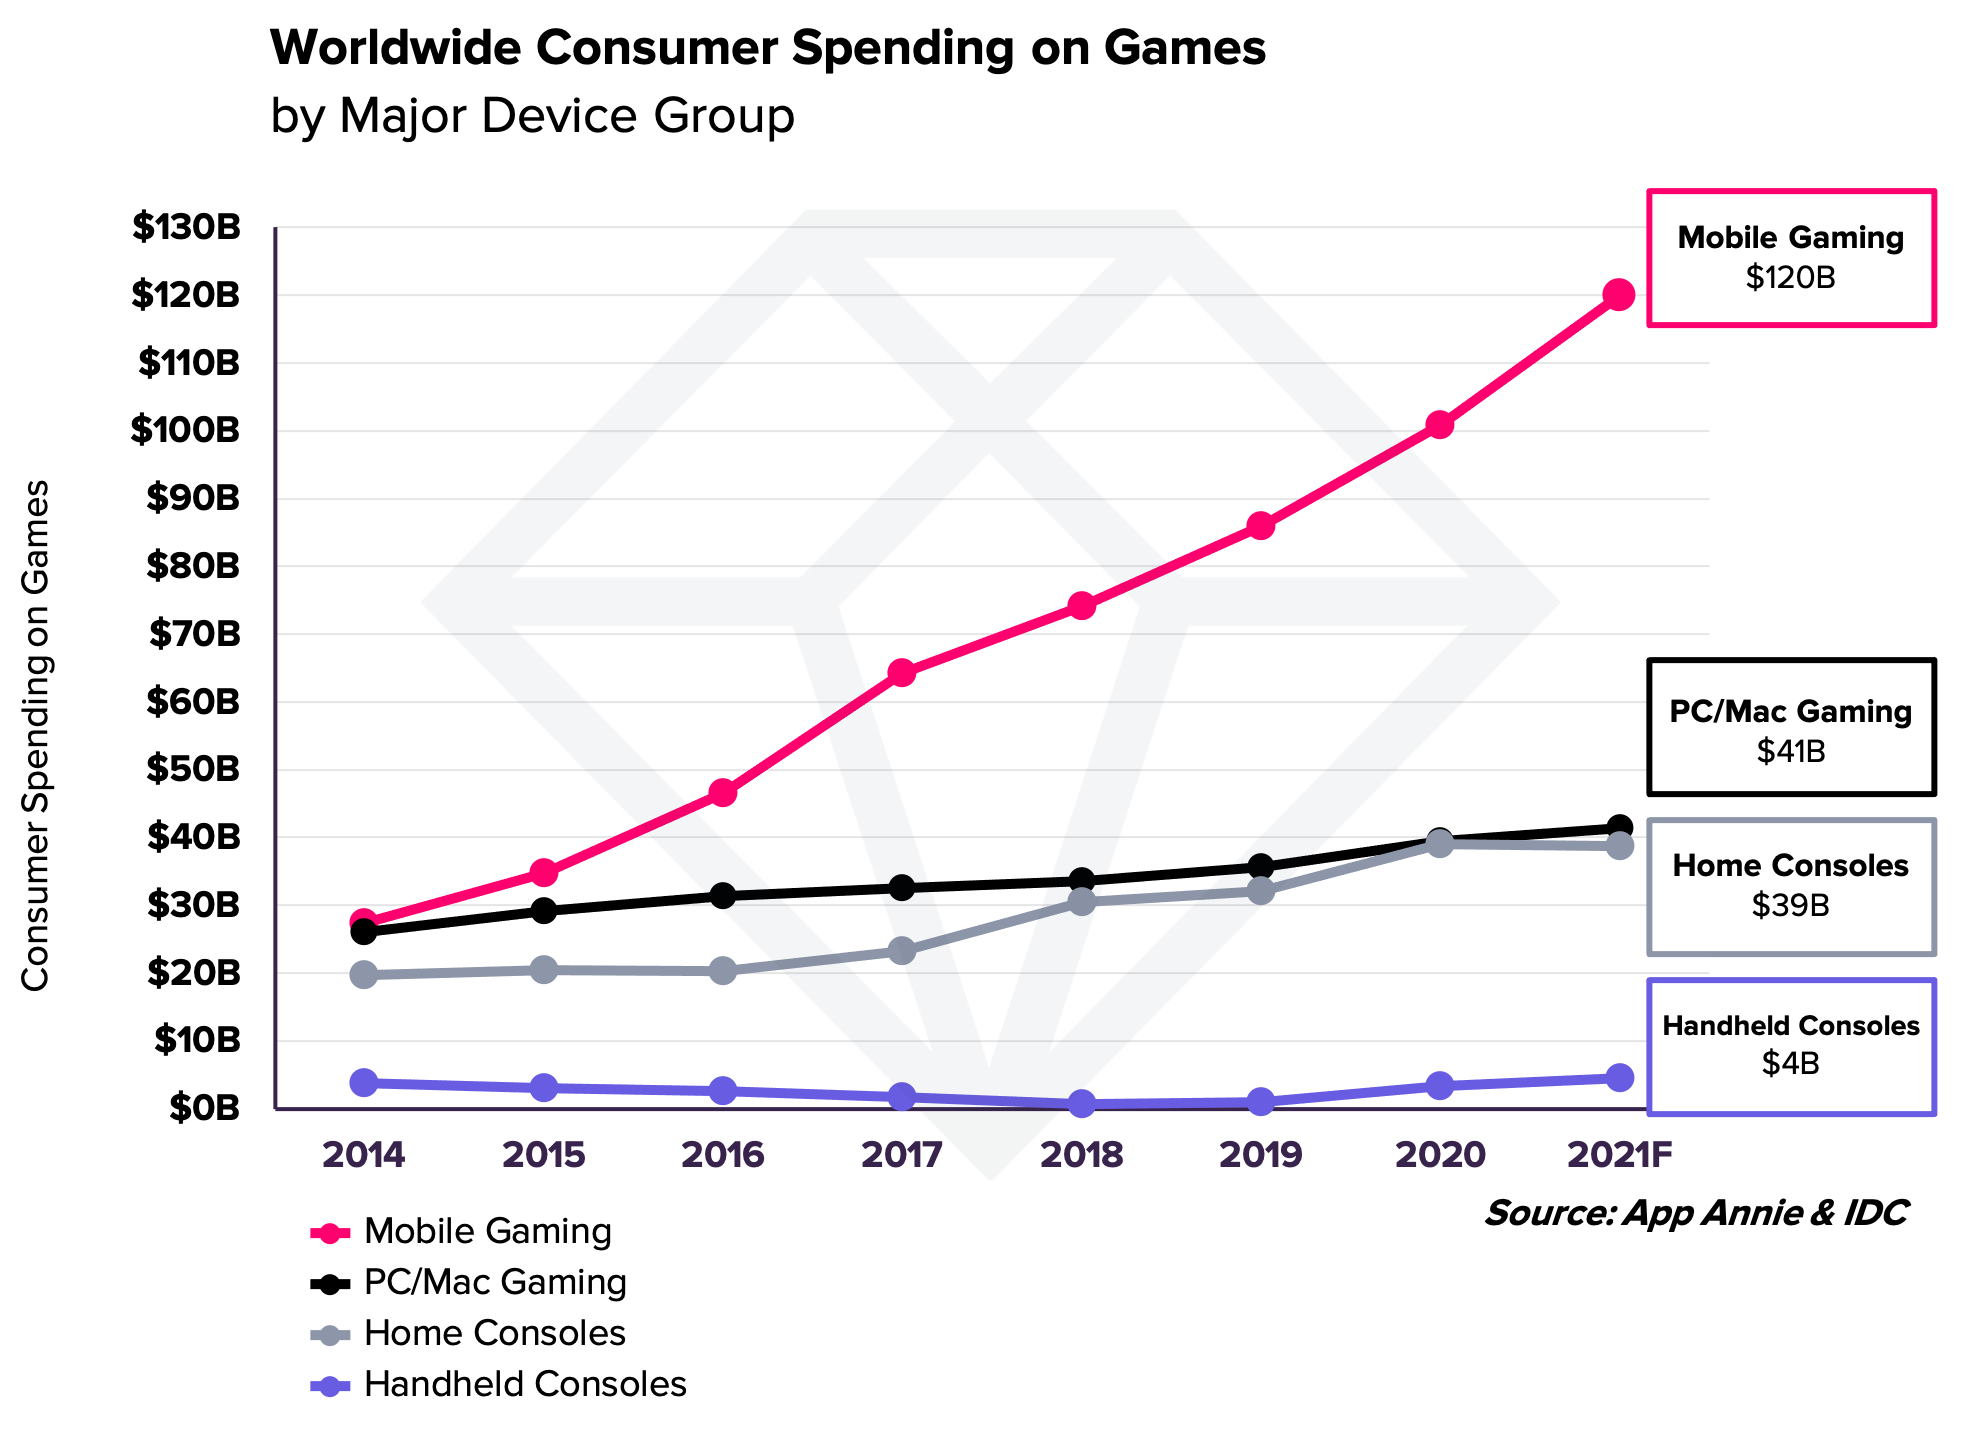 Worldwide Consumer Spending on Games
by Major Device Group
Consumer Spending on Games
$130B
$120B
$110B
$100B
$90B
$80B
$70B
$60B
$50B
$40B
$30B
$20B
$10B
$0B
Mobile Gaming
$120B
PC/Mac Gaming
$41B
Home Consoles
$39B
Handheld Consoles
$4B
2014 2015 2016 2017 2018 2019 2020 2021F
Source: App Annie & IDC
Mobile Gaming
PC/Mac Gaming
Home Consoles
Handheld Consoles